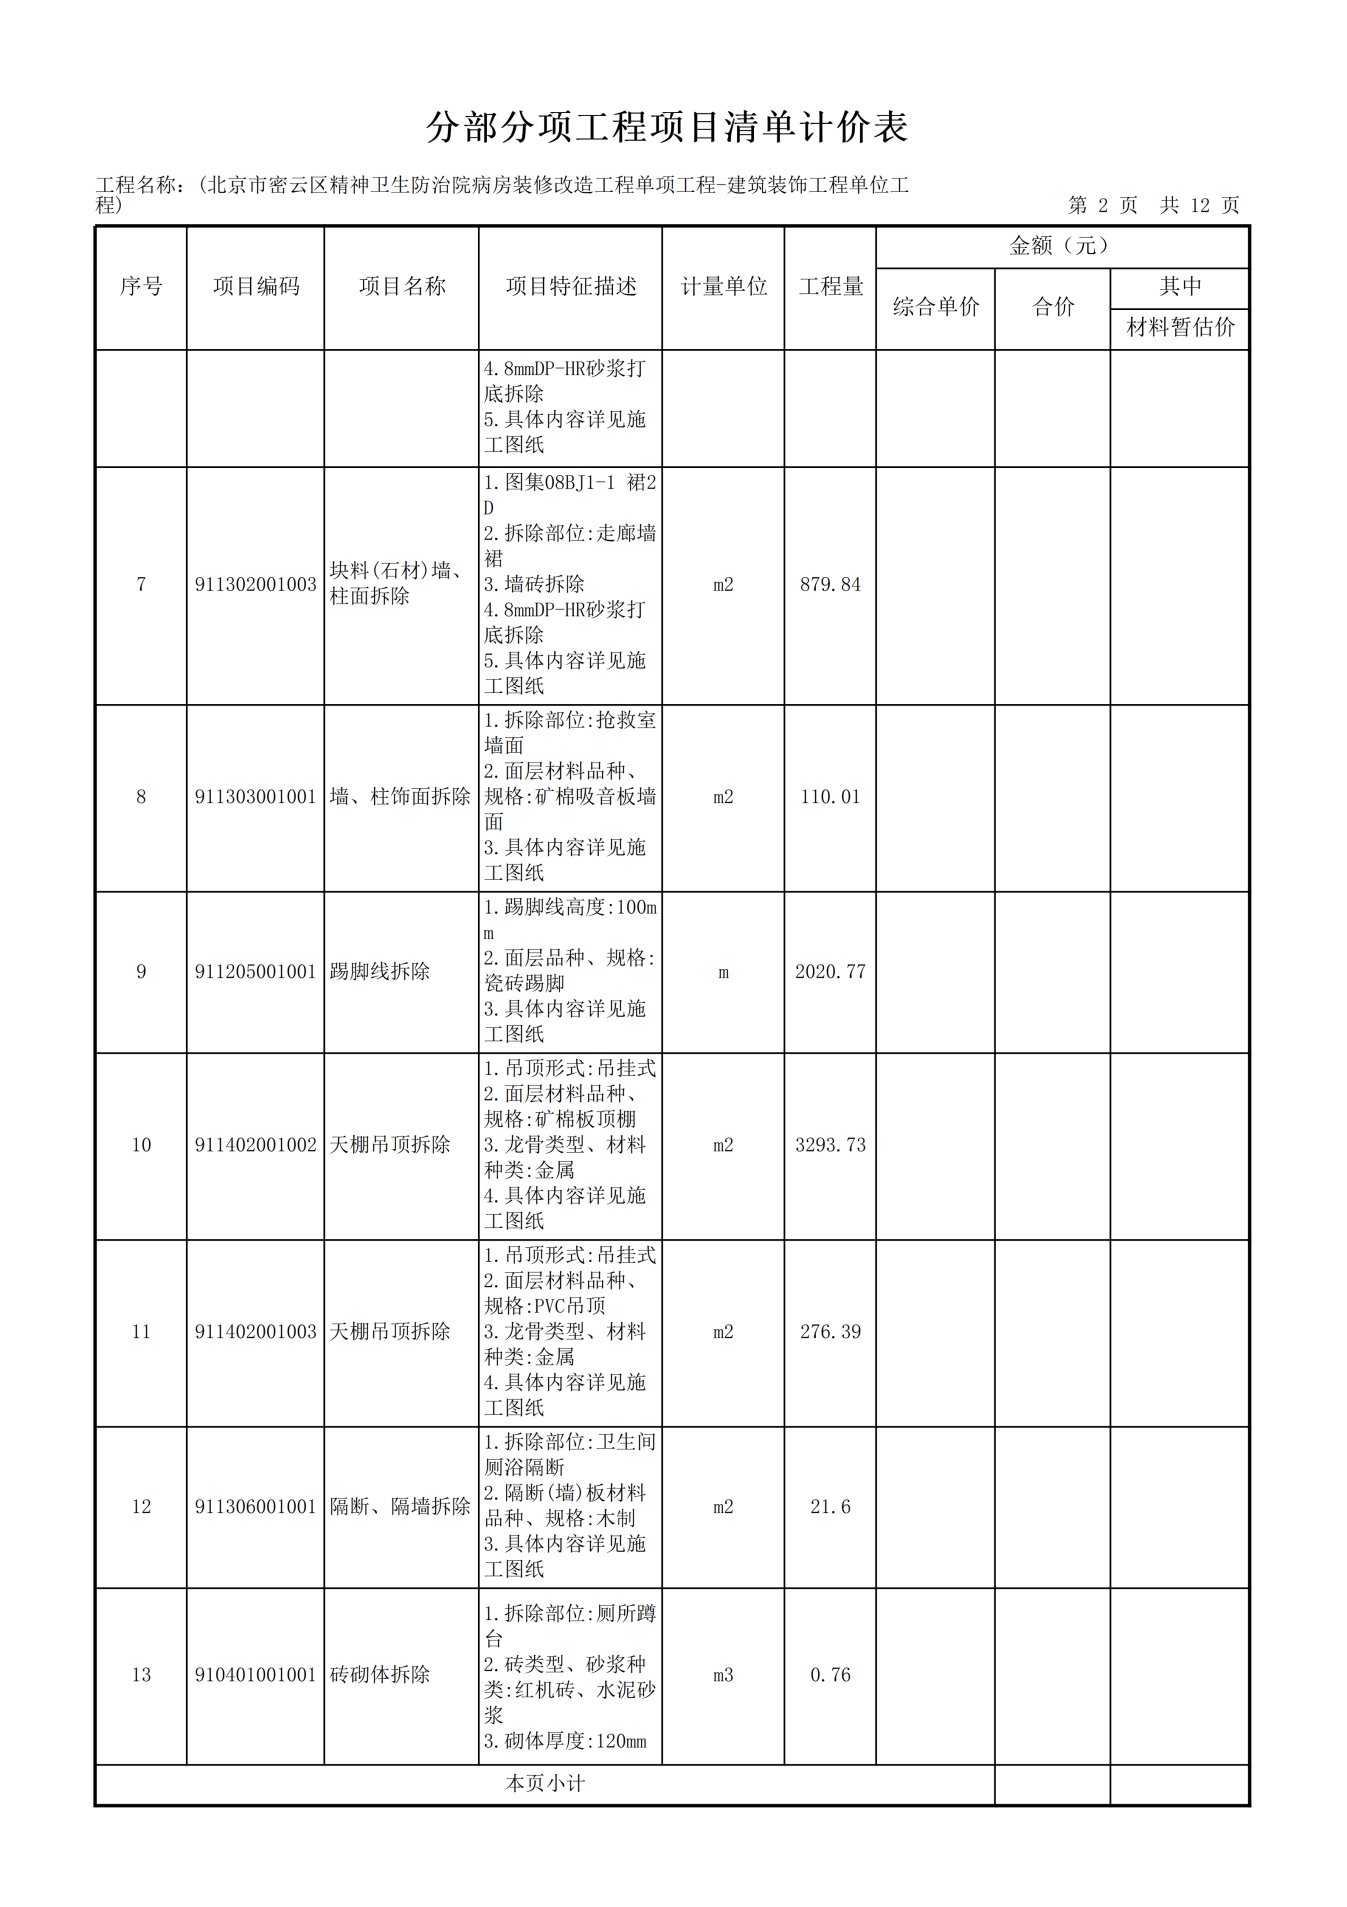 分部分项工程项目清单计价表
工程名称：(北京市密云区精神卫生防治院病房装修改造工程单项工程-建筑装饰工程单位工
程)
第 2 页 共 12 页
序号 项目编码 项目名称 项目特征描述 计量单位 工程量 金额（元）
综合单价 合价 其中
材料暂估价
4.8mmDP-HR砂浆打
底拆除
5.具体内容详见施
工图纸
7 911302001003 块料(石材)墙、
柱面拆除
1.图集08BJ1-1 裙2
D
2.拆除部位:走廊墙
裙
3.墙砖拆除
4.8mmDP-HR砂浆打
底拆除
5.具体内容详见施
工图纸
m2 879.84
8 911303001001 墙、柱饰面拆除
1.拆除部位:抢救室
墙面
2.面层材料品种、
规格:矿棉吸音板墙
面
3.具体内容详见施
工图纸
m2 110.01
9 911205001001 踢脚线拆除
1.踢脚线高度:100m
m
2.面层品种、规格:
瓷砖踢脚
3.具体内容详见施
工图纸
m 2020.77
10 911402001002 天棚吊顶拆除
1.吊顶形式:吊挂式
2.面层材料品种、
规格:矿棉板顶棚
3.龙骨类型、材料
种类:金属
4.具体内容详见施
工图纸
m2 3293.73
11 911402001003 天棚吊顶拆除
1.吊顶形式:吊挂式
2.面层材料品种、
规格:PVC吊顶
3.龙骨类型、材料
种类:金属
4.具体内容详见施
工图纸
m2 276.39
12 911306001001 隔断、隔墙拆除
1.拆除部位:卫生间
厕浴隔断
2.隔断(墙)板材料
品种、规格:木制
3.具体内容详见施
工图纸
m2 21.6
13 910401001001 砖砌体拆除
1.拆除部位:厕所蹲
台
2.砖类型、砂浆种
类:红机砖、水泥砂
浆
3.砌体厚度:120mm
m3 0.76
本页小计